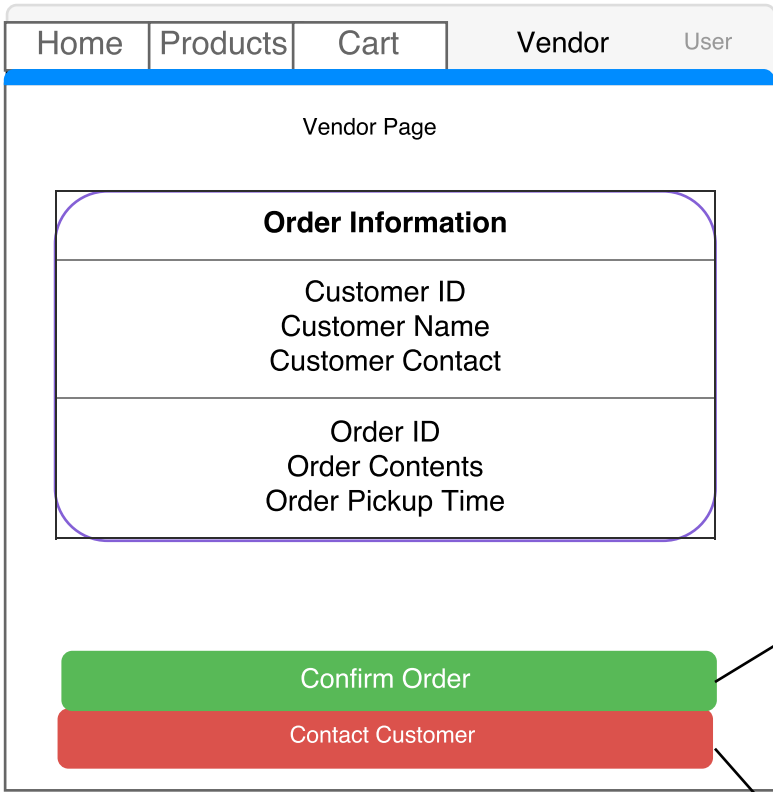 Home Products Cart Vendor User
Vendor Page
Order Information
Customer ID
Customer Name
Customer Contact
Order ID
Order Contents
Order Pickup Time
Confirm Order
Contact Customer